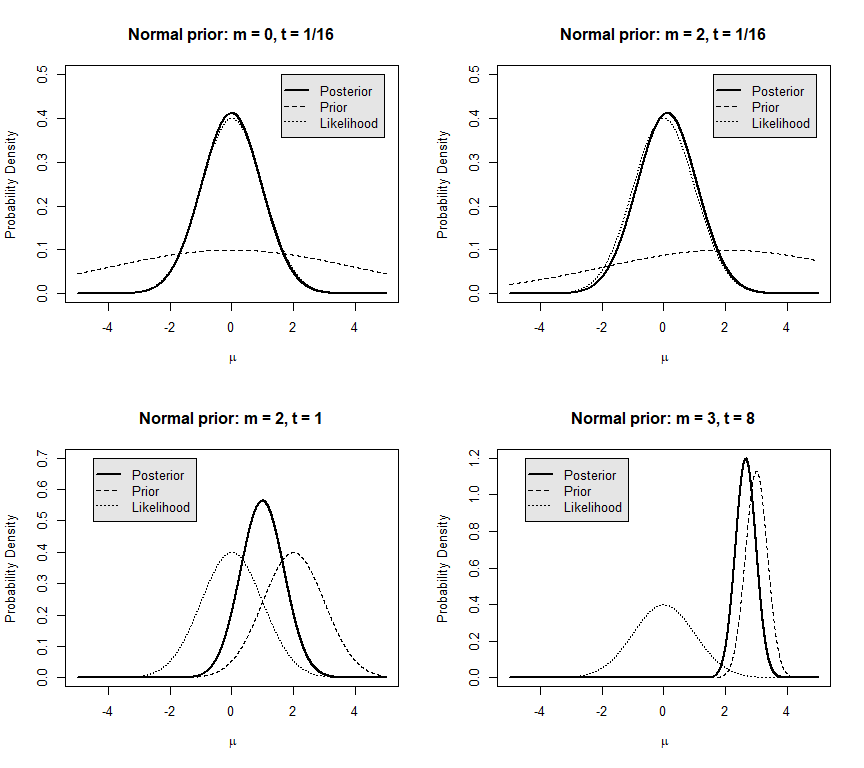 Normal prior: m = 0, t = 1/16
Probability Density
0.5
0.4
0.3
0.2
0.1
0.0
Posterior
Prior
Likelihood
-4 -2 0 2 4
μ
Normal prior: m = 2, t = 1/16
Probability Density
0.5
0.4
0.3
0.2
0.1
0.0
Posterior
Prior
Likelihood
-4 -2 0 2 4
μ
Normal prior: m = 2, t = 1
Probability Density
0.7
0.6
0.5
0.4
0.3
0.2
0.1
0.0
Posterior
Prior
Likelihood
-4 -2 0 2 4
μ
Normal prior: m = 3, t = 8
Probability Density
1.2
1.0
0.8
0.6
0.4
0.2
0.0
Posterior
Prior
Likelihood
-4 -2 0 2 4
μ